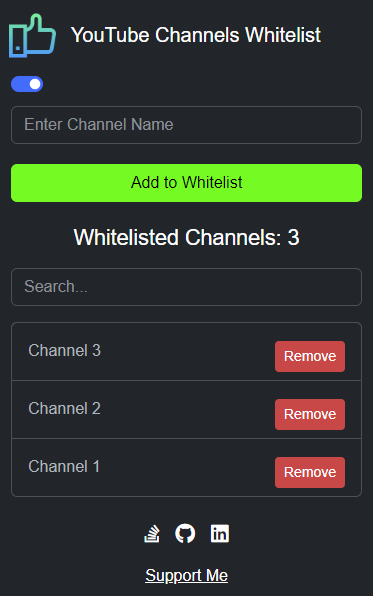 YouTube Channels Whitelist
Enter Channel Name
Add to Whitelist
Whitelisted Channels: 3
Search...
Channel 3 Remove
Channel 2 Remove
Channel 1 Remove
Support Me